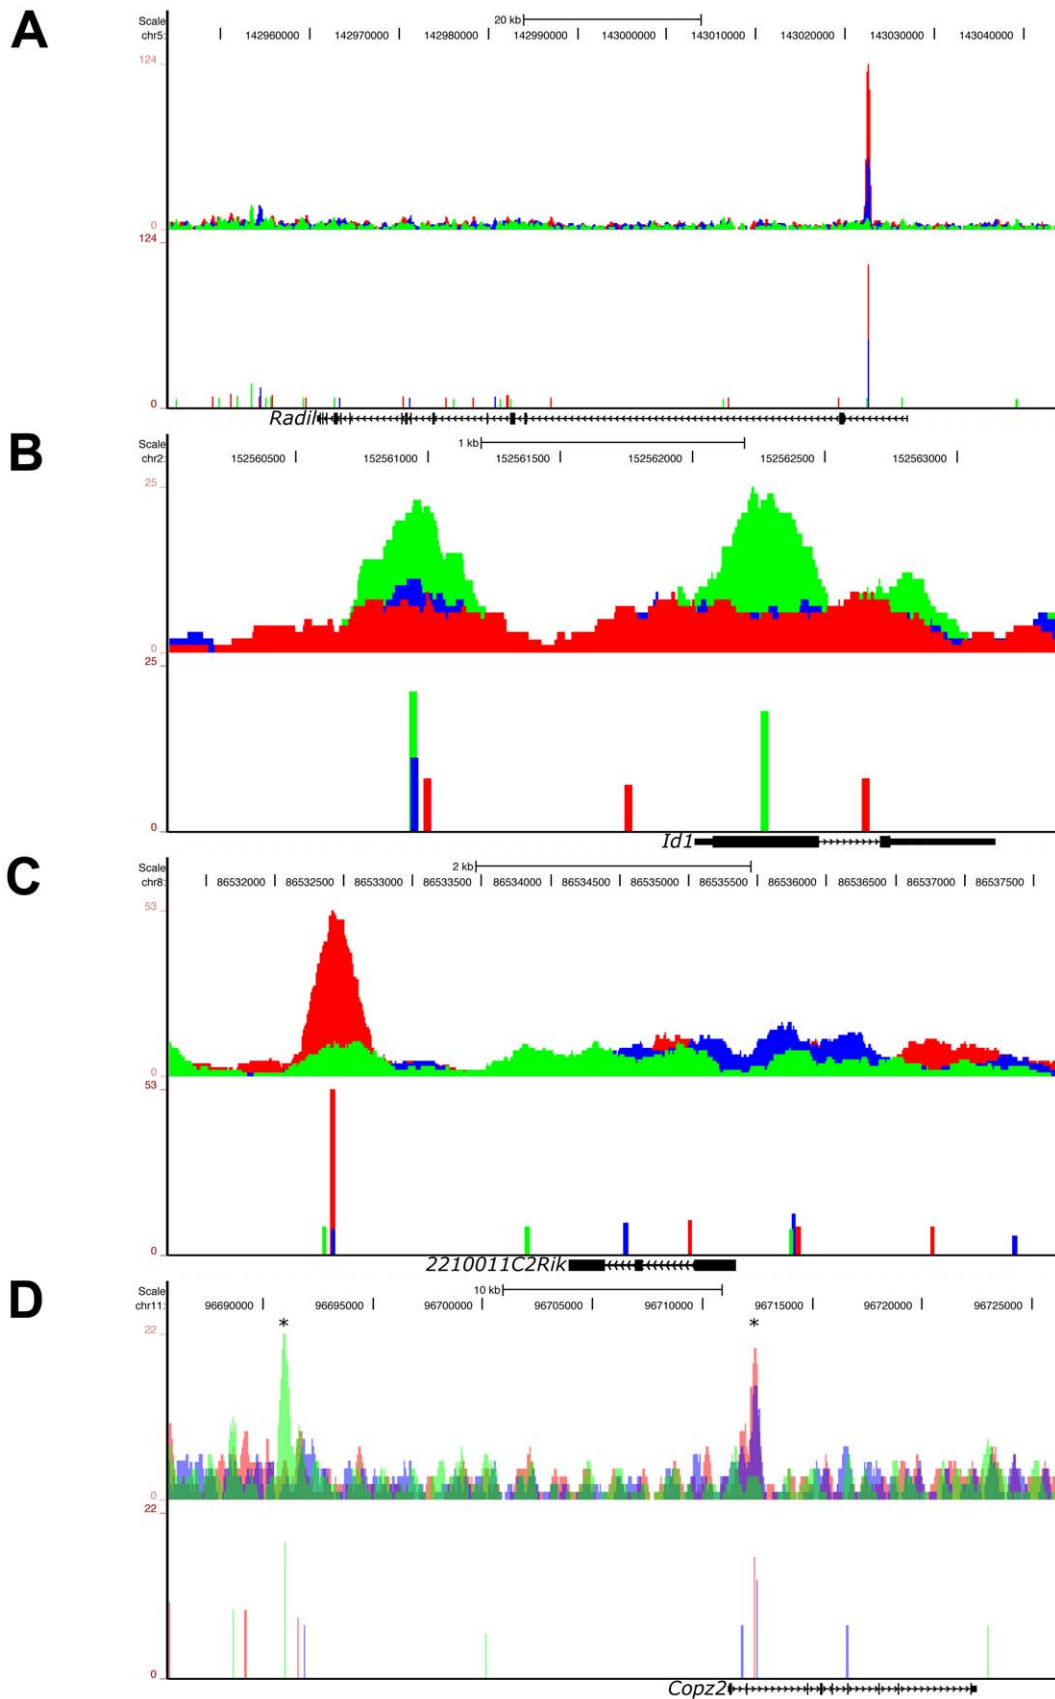 A
Scale
20 kb
chr5:
142960000 142970000 142980000 142990000 143000000 143010000 143020000 143030000 143040000
124
0
124
0
Radil
B
Scale
1 kb
chr2:
152560500 152561000 152561500 152562000 152562500 152563000
25
0
25
0
Id1
C
Scale
2 kb
chr8:
86532000 86532500 86533000 86533500 86534000 86534500 86535000 86535500 86536000 86536500 86537000 86537500
53
0
53
0
2210011C2Rik
D
Scale
10 kb
chr11:
96690000 96695000 96700000 96705000 96710000 96715000 96720000 96725000
* *
22
0
22
0
Copz2